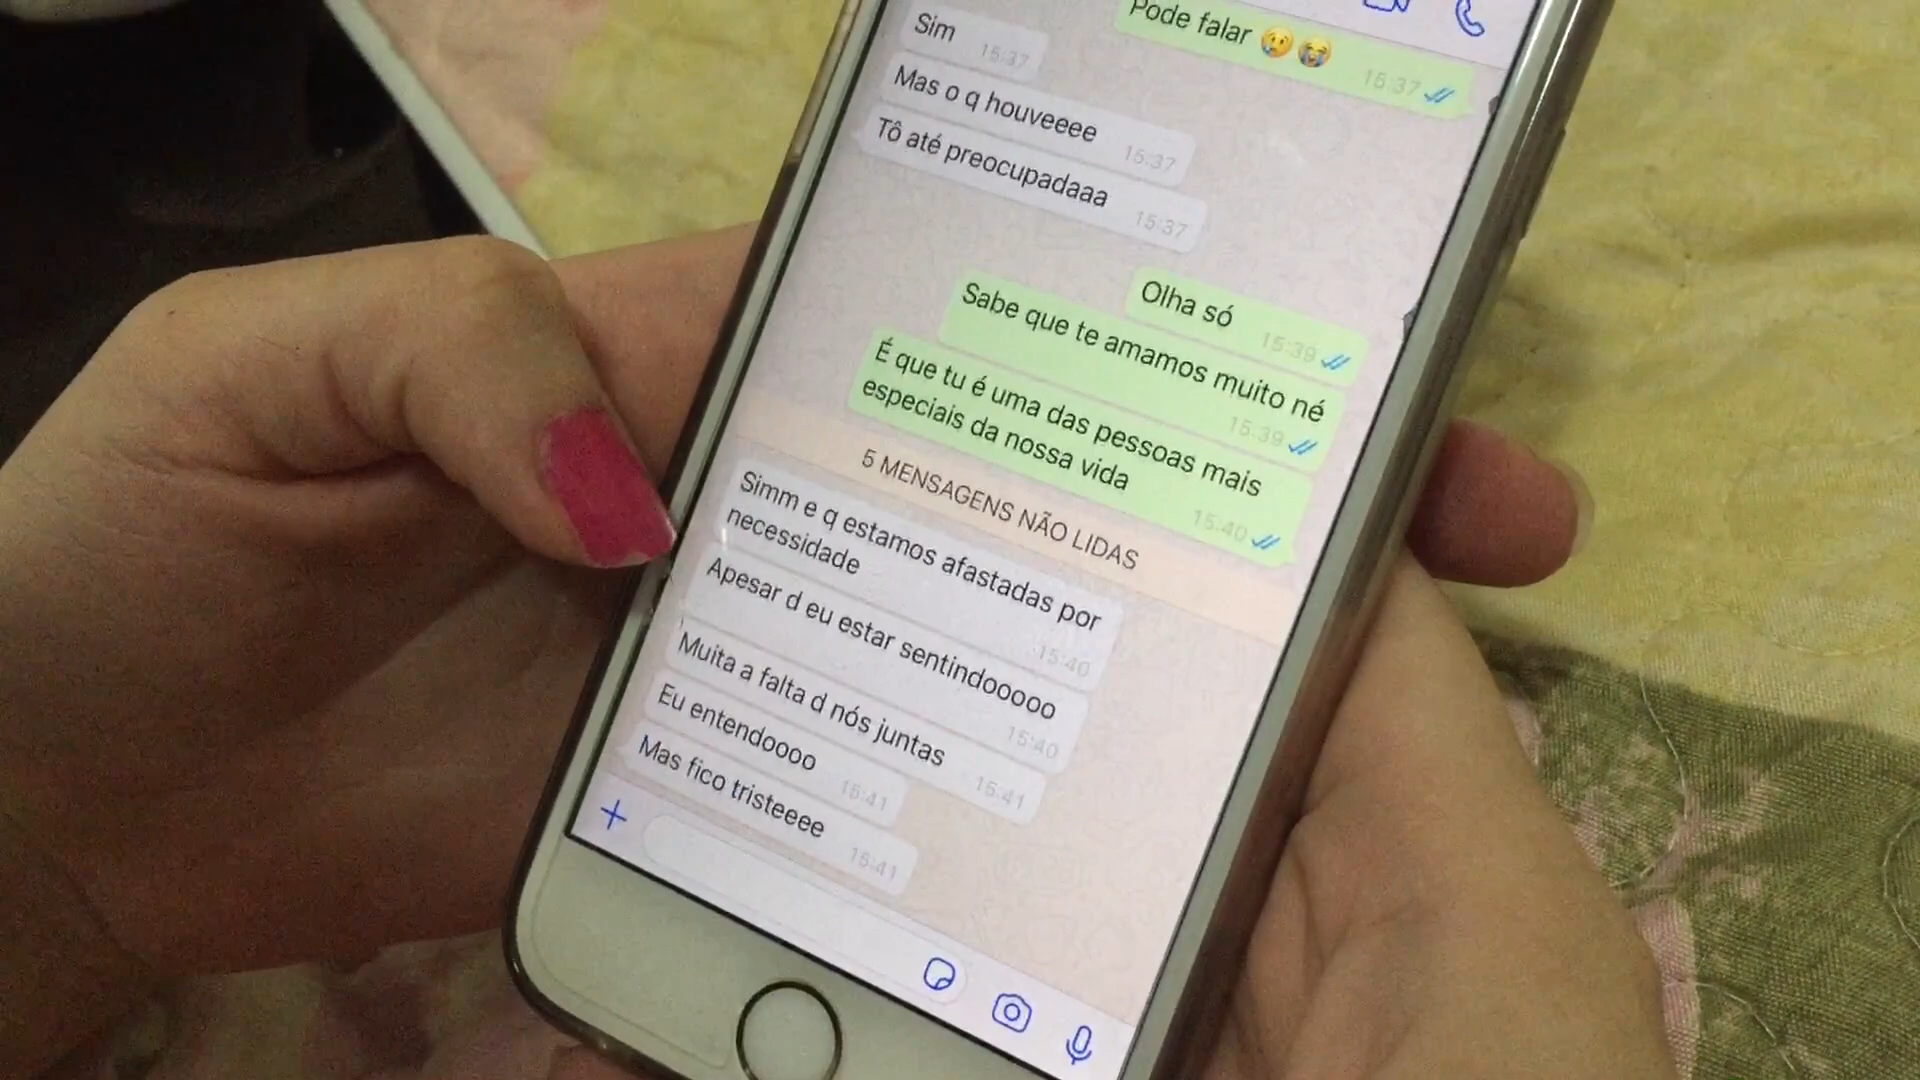 Pode falar 😢😭
15:37
Sim
15:37
Mas o q houveeee
15:37
Tô até preocupadaaa
15:37
Olha só
15:39
Sabe que te amamos muito né
15:39
É que tu é uma das pessoas mais
especiais da nossa vida
15:40
5 MENSAGENS NÃO LIDAS
Simm e q estamos afastadas por
necessidade
15:40
Apesar d eu estar sentindooooo
15:40
Muita a falta d nós juntas
15:41
Eu entendoooo
15:41
Mas fico tristeeee
15:41